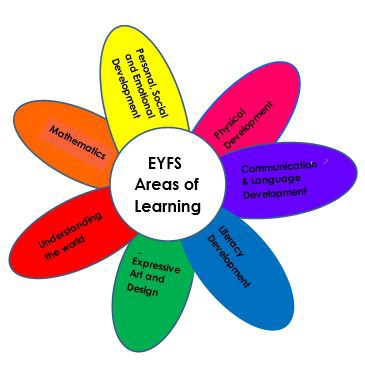 EYFS
Areas of
Learning
Personal, Social
and Emotional
Development
Physical
Development
Communication
& Language
Development
Literacy
Development
Expressive
Art and
Design
Understanding
the world
Mathematics